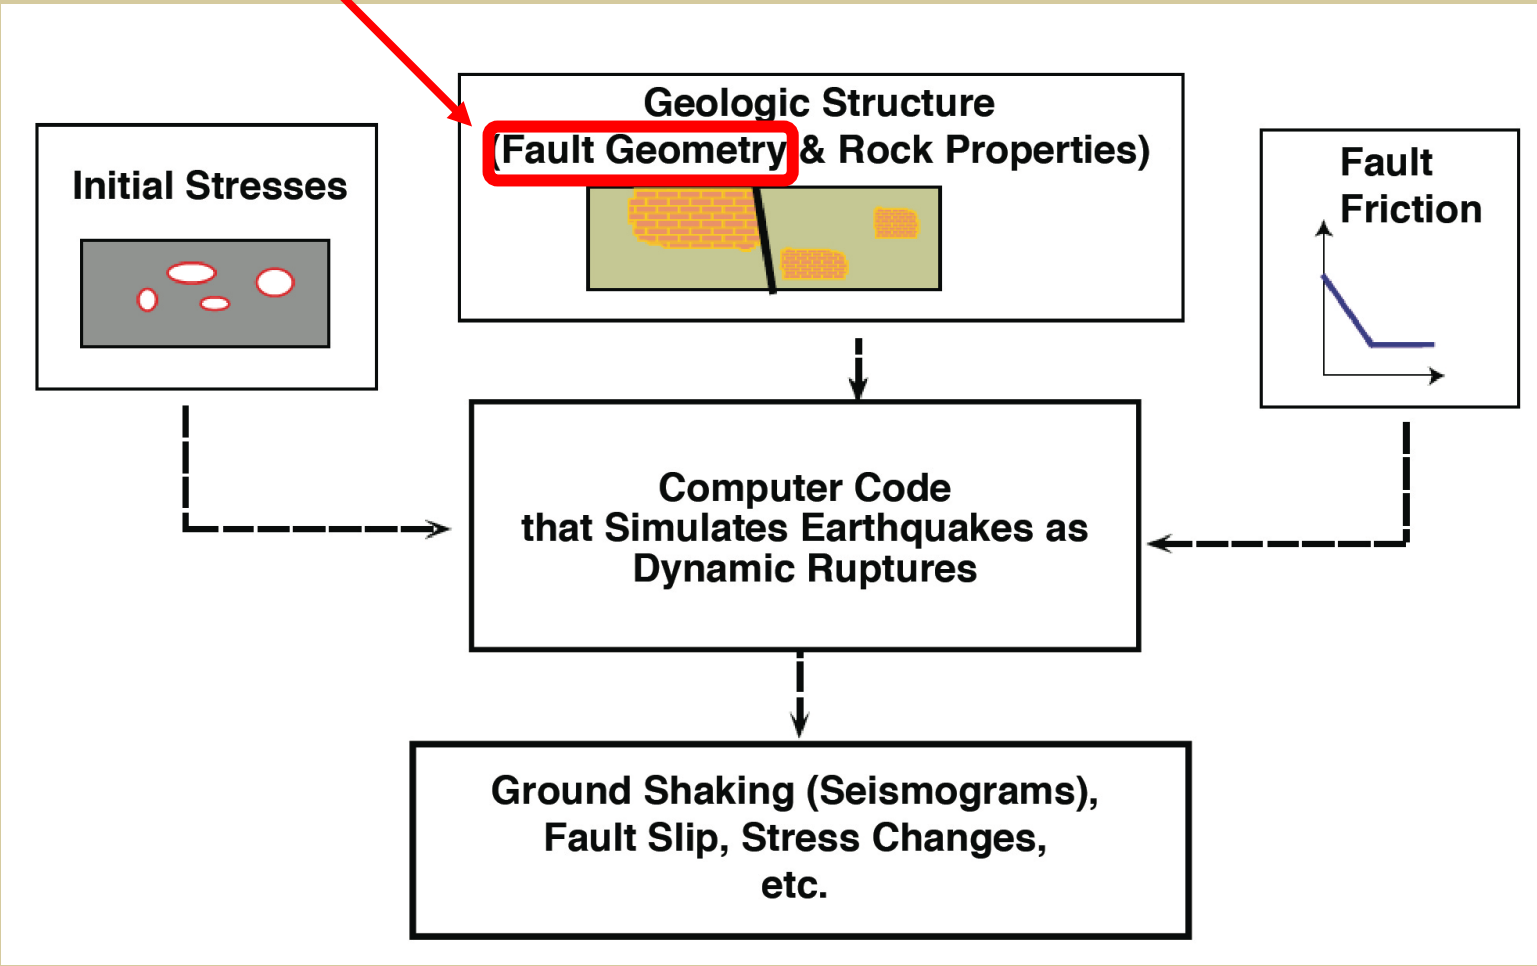 Geologic Structure
(Fault Geometry & Rock Properties)
Initial Stresses
Fault
Friction
Computer Code
that Simulates Earthquakes as
Dynamic Ruptures
Ground Shaking (Seismograms),
Fault Slip, Stress Changes,
etc.